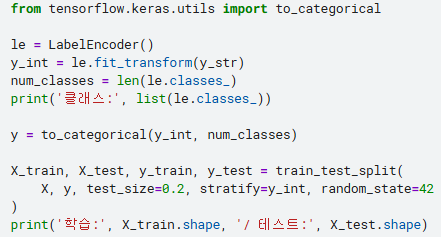 from tensorflow.keras.utils import to_categorical
le = LabelEncoder()
y_int = le.fit_transform(y_str)
num_classes = len(le.classes_)
print('클래스:', list(le.classes_))
y = to_categorical(y_int, num_classes)
X_train, X_test, y_train, y_test = train_test_split(
    X, y, test_size=0.2, stratify=y_int, random_state=42
)
print('학습:', X_train.shape, '/ 테스트:', X_test.shape)